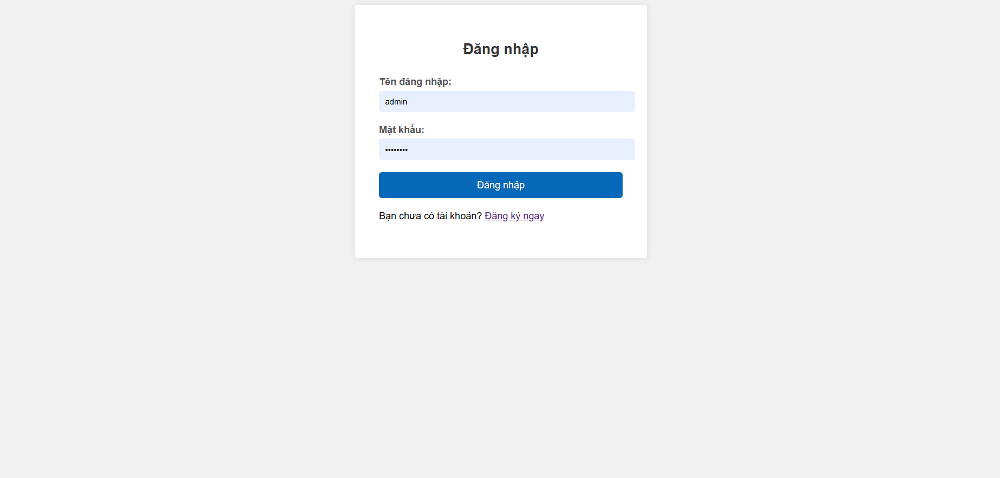 Đăng nhập
Tên đăng nhập:
admin
Mật khẩu:
••••••••
Đăng nhập
Bạn chưa có tài khoản? Đăng ký ngay